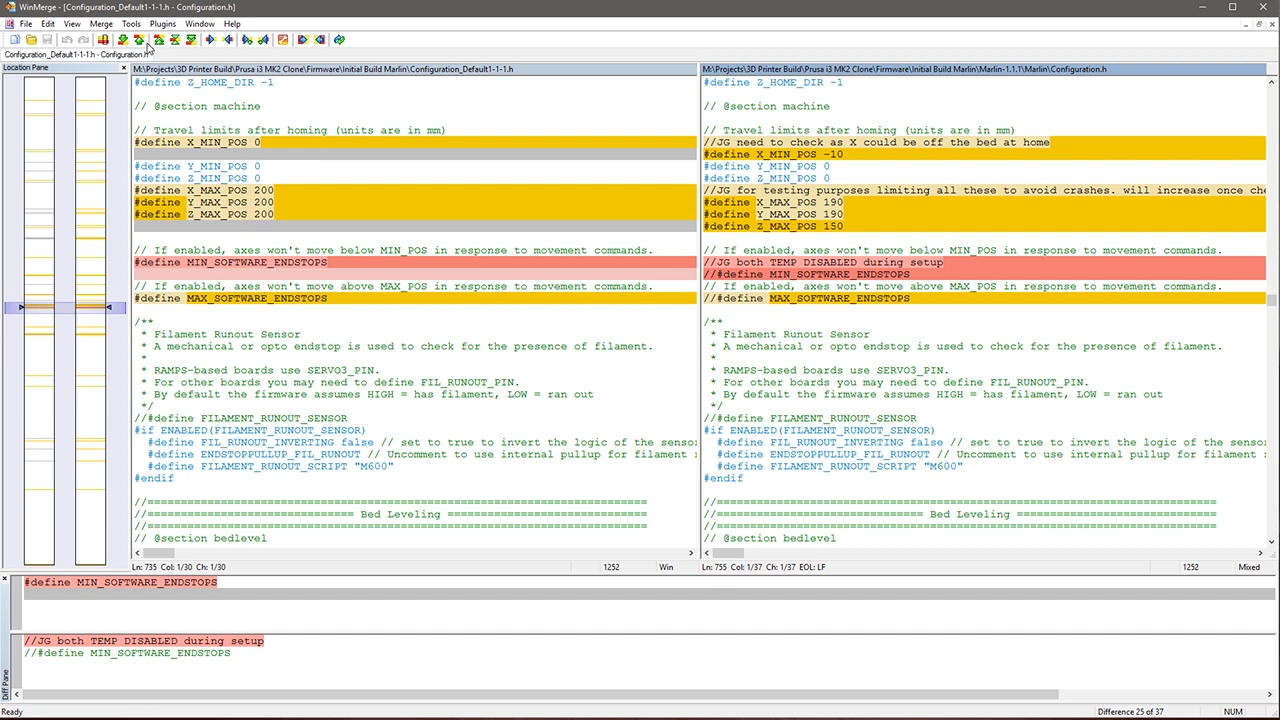 WinMerge - [Configuration_Default1-1-1.h - Configuration.h]
File Edit View Merge Tools Plugins Window Help
Configuration_Default1-1-1.h - Configuration.h
Location Pane
M:\Projects\3D Printer Build\Prusa i3 MK2 Clone\Firmware\Initial Build Marlin\Configuration_Default1-1-1.h
#define Z_HOME_DIR -1
// @section machine
// Travel limits after homing (units are in mm)
#define X_MIN_POS 0
#define Y_MIN_POS 0
#define Z_MIN_POS 0
#define X_MAX_POS 200
#define Y_MAX_POS 200
#define Z_MAX_POS 200
// If enabled, axes won't move below MIN_POS in response to movement commands.
#define MIN_SOFTWARE_ENDSTOPS
// If enabled, axes won't move above MAX_POS in response to movement commands.
#define MAX_SOFTWARE_ENDSTOPS
/**
* Filament Runout Sensor
* A mechanical or opto endstop is used to check for the presence of filament.
*
* RAMPS-based boards use SERVO3_PIN.
* For other boards you may need to define FIL_RUNOUT_PIN.
* By default the firmware assumes HIGH = has filament, LOW = ran out
*/
//#define FILAMENT_RUNOUT_SENSOR
#if ENABLED(FILAMENT_RUNOUT_SENSOR)
#define FIL_RUNOUT_INVERTING false // set to true to invert the logic of the senso
#define ENDSTOPPULLUP_FIL_RUNOUT // Uncomment to use internal pullup for filament r
#define FILAMENT_RUNOUT_SCRIPT "M600"
#endif
//===========================================================================
//============================= Bed Leveling ==============================
//===========================================================================
// @section bedlevel
Ln: 735 Col: 1/30 Ch: 1/30
1252
Win
M:\Projects\3D Printer Build\Prusa i3 MK2 Clone\Firmware\Initial Build Marlin\Marlin-1.1.1\Marlin\Configuration.h
#define Z_HOME_DIR -1
// @section machine
// Travel limits after homing (units are in mm)
//JG need to check as X could be off the bed at home
#define X_MIN_POS -10
#define Y_MIN_POS 0
#define Z_MIN_POS 0
//JG for testing purposes limiting all these to avoid crashes. will increase once che
#define X_MAX_POS 190
#define Y_MAX_POS 190
#define Z_MAX_POS 150
// If enabled, axes won't move below MIN_POS in response to movement commands.
//JG both TEMP DISABLED during setup
//#define MIN_SOFTWARE_ENDSTOPS
// If enabled, axes won't move above MAX_POS in response to movement commands.
//#define MAX_SOFTWARE_ENDSTOPS
/**
* Filament Runout Sensor
* A mechanical or opto endstop is used to check for the presence of filament.
*
* RAMPS-based boards use SERVO3_PIN.
* For other boards you may need to define FIL_RUNOUT_PIN.
* By default the firmware assumes HIGH = has filament, LOW = ran out
*/
//#define FILAMENT_RUNOUT_SENSOR
#if ENABLED(FILAMENT_RUNOUT_SENSOR)
#define FIL_RUNOUT_INVERTING false // set to true to invert the logic of the senso
#define ENDSTOPPULLUP_FIL_RUNOUT // Uncomment to use internal pullup for filament r
#define FILAMENT_RUNOUT_SCRIPT "M600"
#endif
//===========================================================================
//============================= Bed Leveling ==============================
//===========================================================================
// @section bedlevel
Ln: 755 Col: 1/37 Ch: 1/37 EOL: LF
1252
Mixed
#define MIN_SOFTWARE_ENDSTOPS
//JG both TEMP DISABLED during setup
//#define MIN_SOFTWARE_ENDSTOPS
Diff Pane
Ready
Difference 25 of 37
NUM